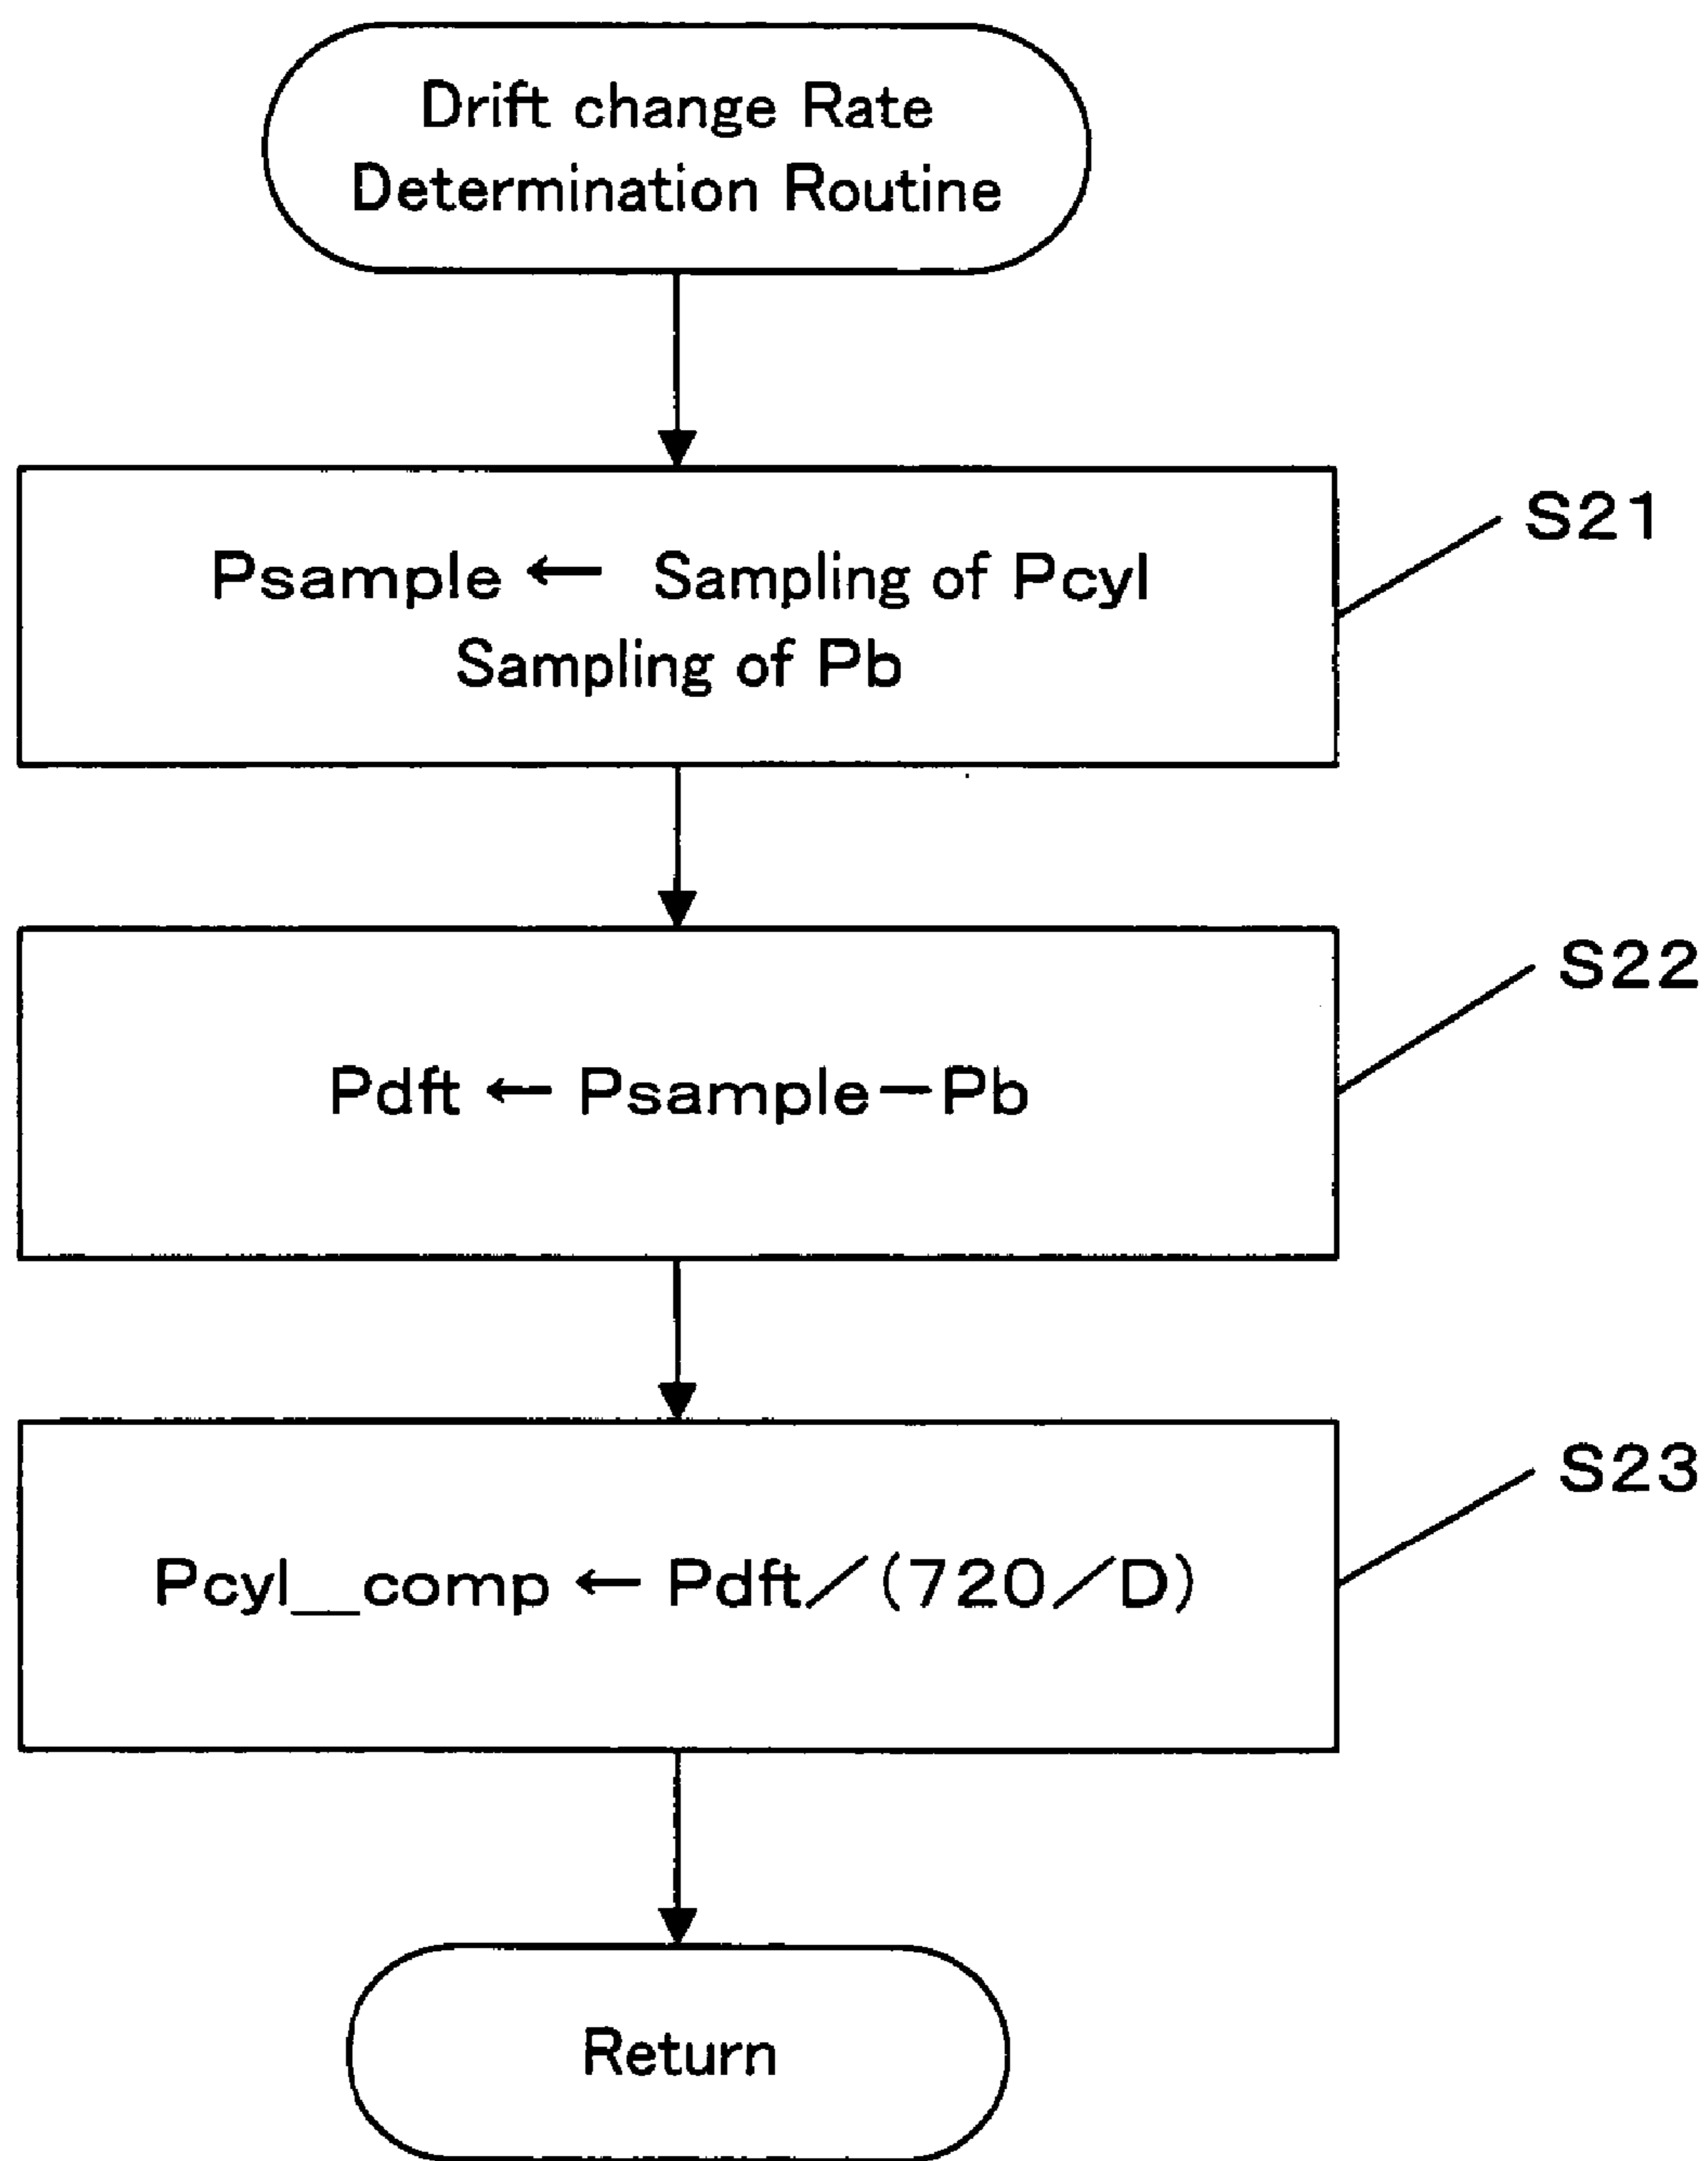 Drift change Rate
Determination Routine
Psample ← Sampling of Pcyl
Sampling of Pb
S21
Pdft ← Psample−Pb
S22
Pcyl__comp ← Pdft／(720／D)
S23
Return